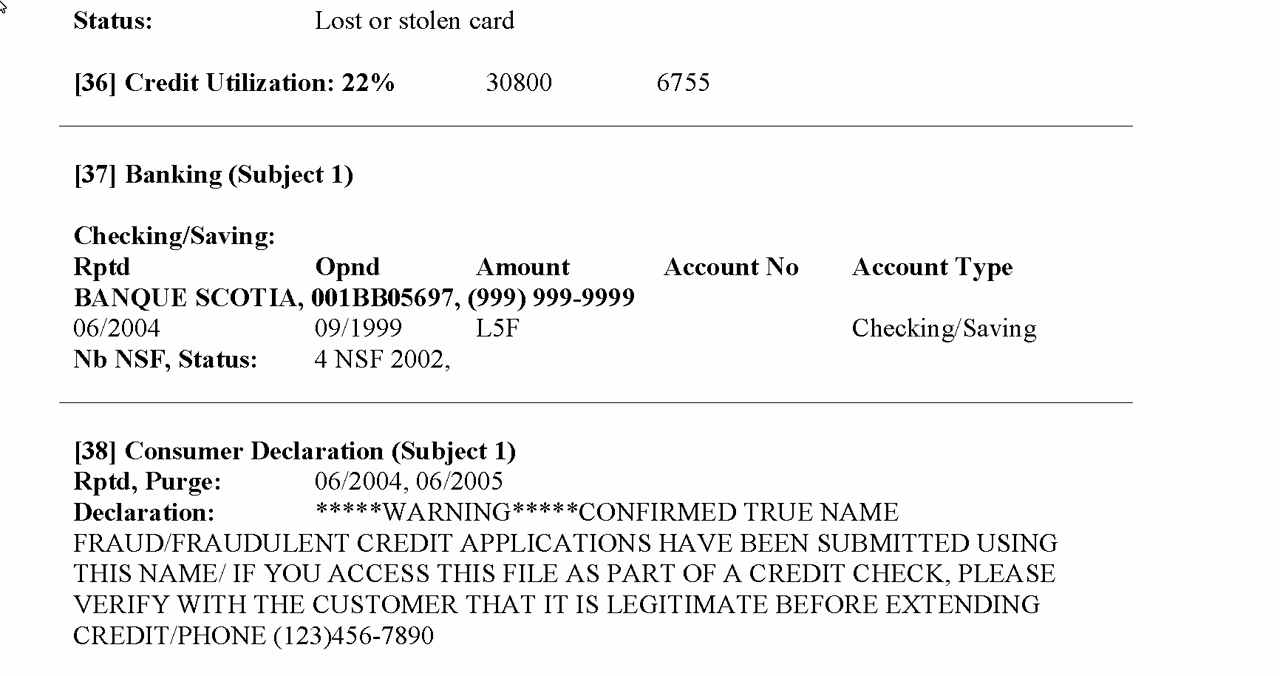 Status: Lost or stolen card
[36] Credit Utilization: 22% 30800 6755
[37] Banking (Subject 1)
Checking/Saving:
Rptd Opnd Amount Account No Account Type
BANQUE SCOTIA, 001BB05697, (999) 999-9999
06/2004 09/1999 L5F Checking/Saving
Nb NSF, Status: 4 NSF 2002,
[38] Consumer Declaration (Subject 1)
Rptd, Purge: 06/2004, 06/2005
Declaration: *****WARNING*****CONFIRMED TRUE NAME
FRAUD/FRAUDULENT CREDIT APPLICATIONS HAVE BEEN SUBMITTED USING
THIS NAME/ IF YOU ACCESS THIS FILE AS PART OF A CREDIT CHECK, PLEASE
VERIFY WITH THE CUSTOMER THAT IT IS LEGITIMATE BEFORE EXTENDING
CREDIT/PHONE (123)456-7890